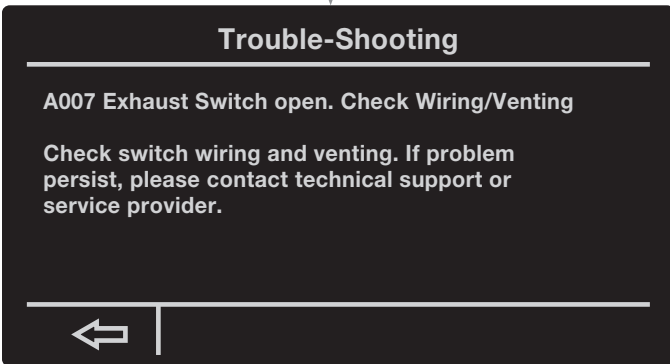 Trouble-Shooting
A007 Exhaust Switch open. Check Wiring/Venting
Check switch wiring and venting. If problem
persist, please contact technical support or
service provider.